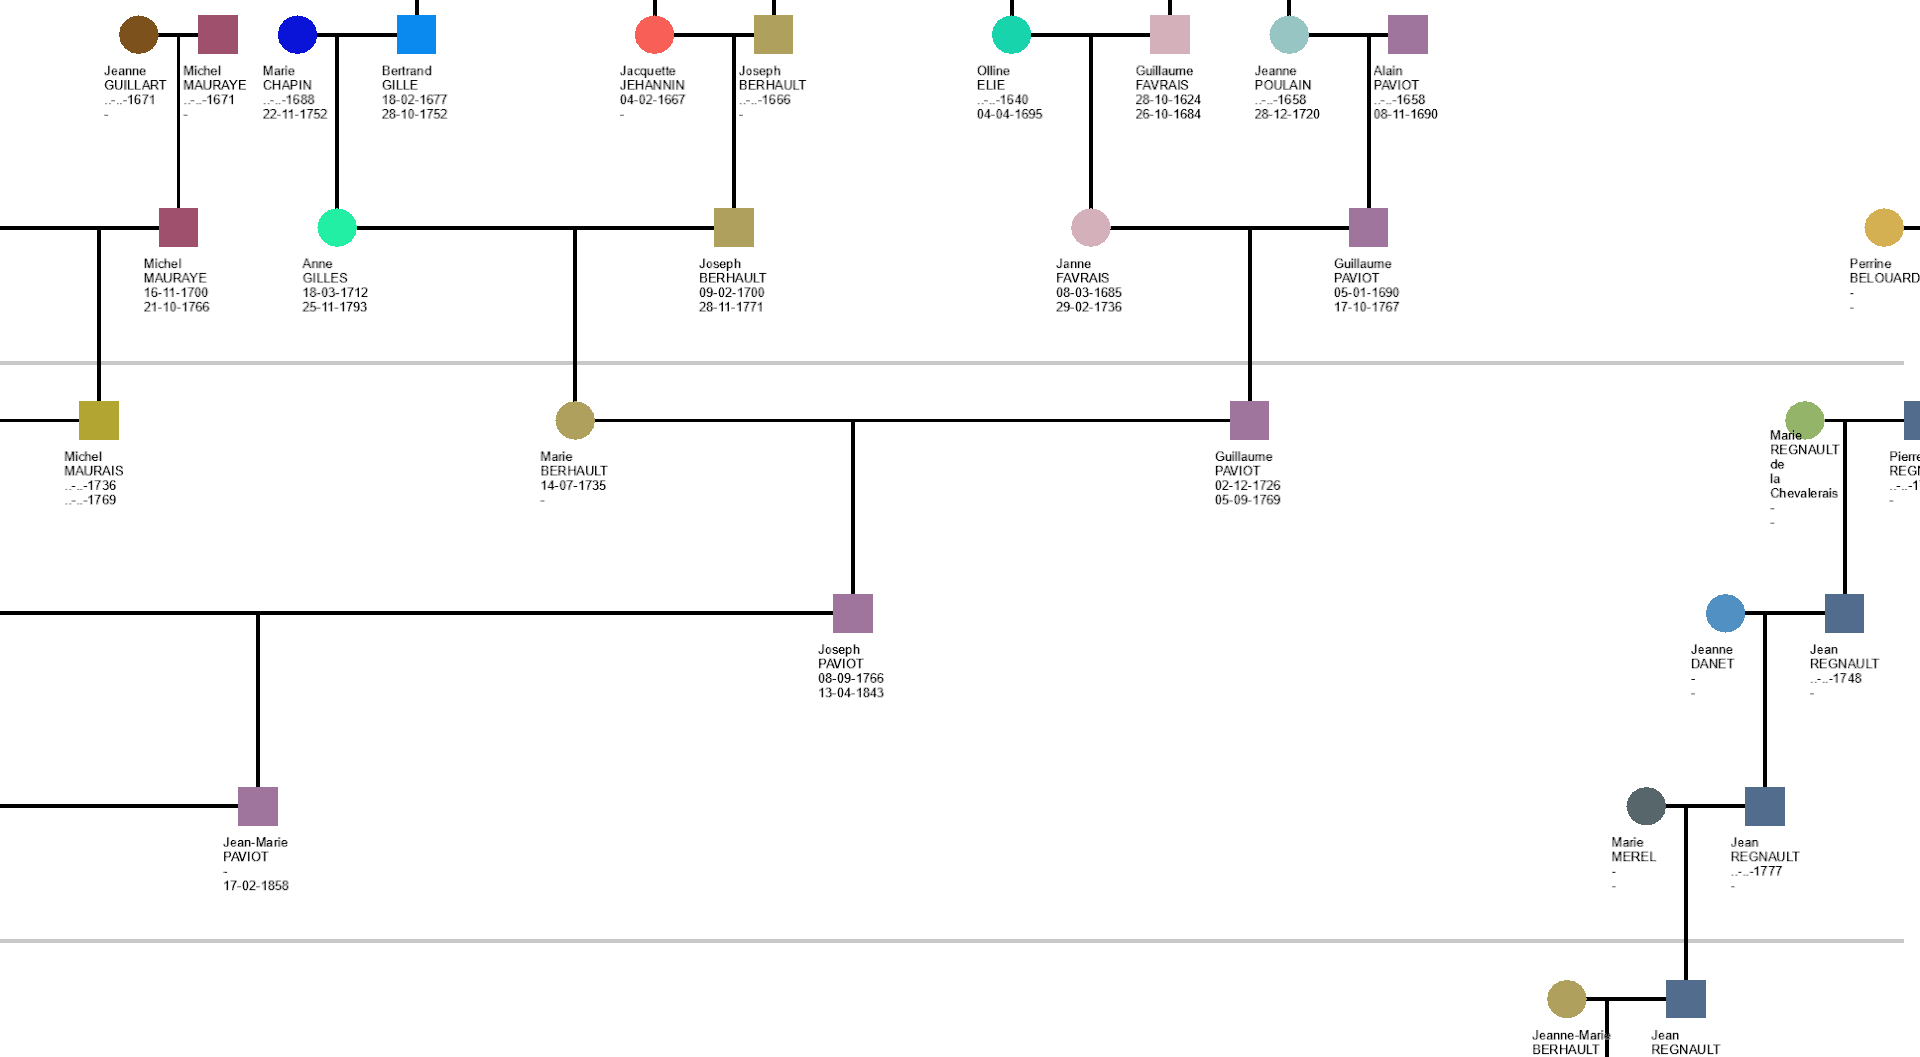 Jeanne
GUILLART
..-..-1671
-
Michel
MAURAYE
..-..-1671
-
Marie
CHAPIN
..-..-1688
22-11-1752
Bertrand
GILLE
18-02-1677
28-10-1752
Jacquette
JEHANNIN
04-02-1667
-
Joseph
BERHAULT
..-..-1666
-
Olline
ELIE
..-..-1640
04-04-1695
Guillaume
FAVRAIS
28-10-1624
26-10-1684
Jeanne
POULAIN
..-..-1658
28-12-1720
Alain
PAVIOT
..-..-1658
08-11-1690
Michel
MAURAYE
16-11-1700
21-10-1766
Anne
GILLES
18-03-1712
25-11-1793
Joseph
BERHAULT
09-02-1700
28-11-1771
Janne
FAVRAIS
08-03-1685
29-02-1736
Guillaume
PAVIOT
05-01-1690
17-10-1767
Perrine
BELOUARD
-
-
Michel
MAURAIS
..-..-1736
..-..-1769
Marie
BERHAULT
14-07-1735
-
Guillaume
PAVIOT
02-12-1726
05-09-1769
Marie
REGNAULT
de
la
Chevalerais
-
-
Pierre
REGN
..-..-1
-
Joseph
PAVIOT
08-09-1766
13-04-1843
Jeanne
DANET
-
-
Jean
REGNAULT
..-..-1748
-
Jean-Marie
PAVIOT
-
17-02-1858
Marie
MEREL
-
-
Jean
REGNAULT
..-..-1777
-
Jeanne-Marie
BERHAULT
Jean
REGNAULT